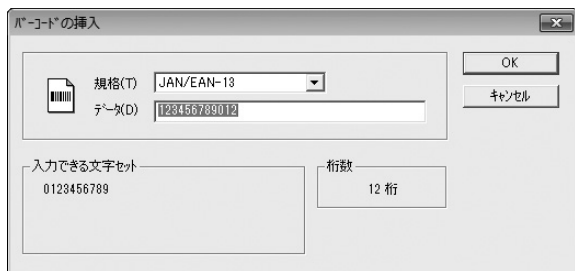 バーコードの挿入
規格(T)
JAN/EAN-13
データ(D)
123456789012
OK
キャンセル
入力できる文字セット
0123456789
桁数
12 桁